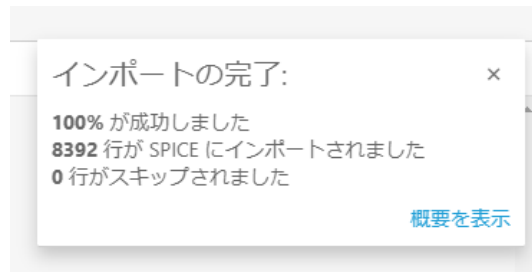 インポートの完了:
×
100% が成功しました
8392 行が SPICE にインポートされました
0 行がスキップされました
概要を表示